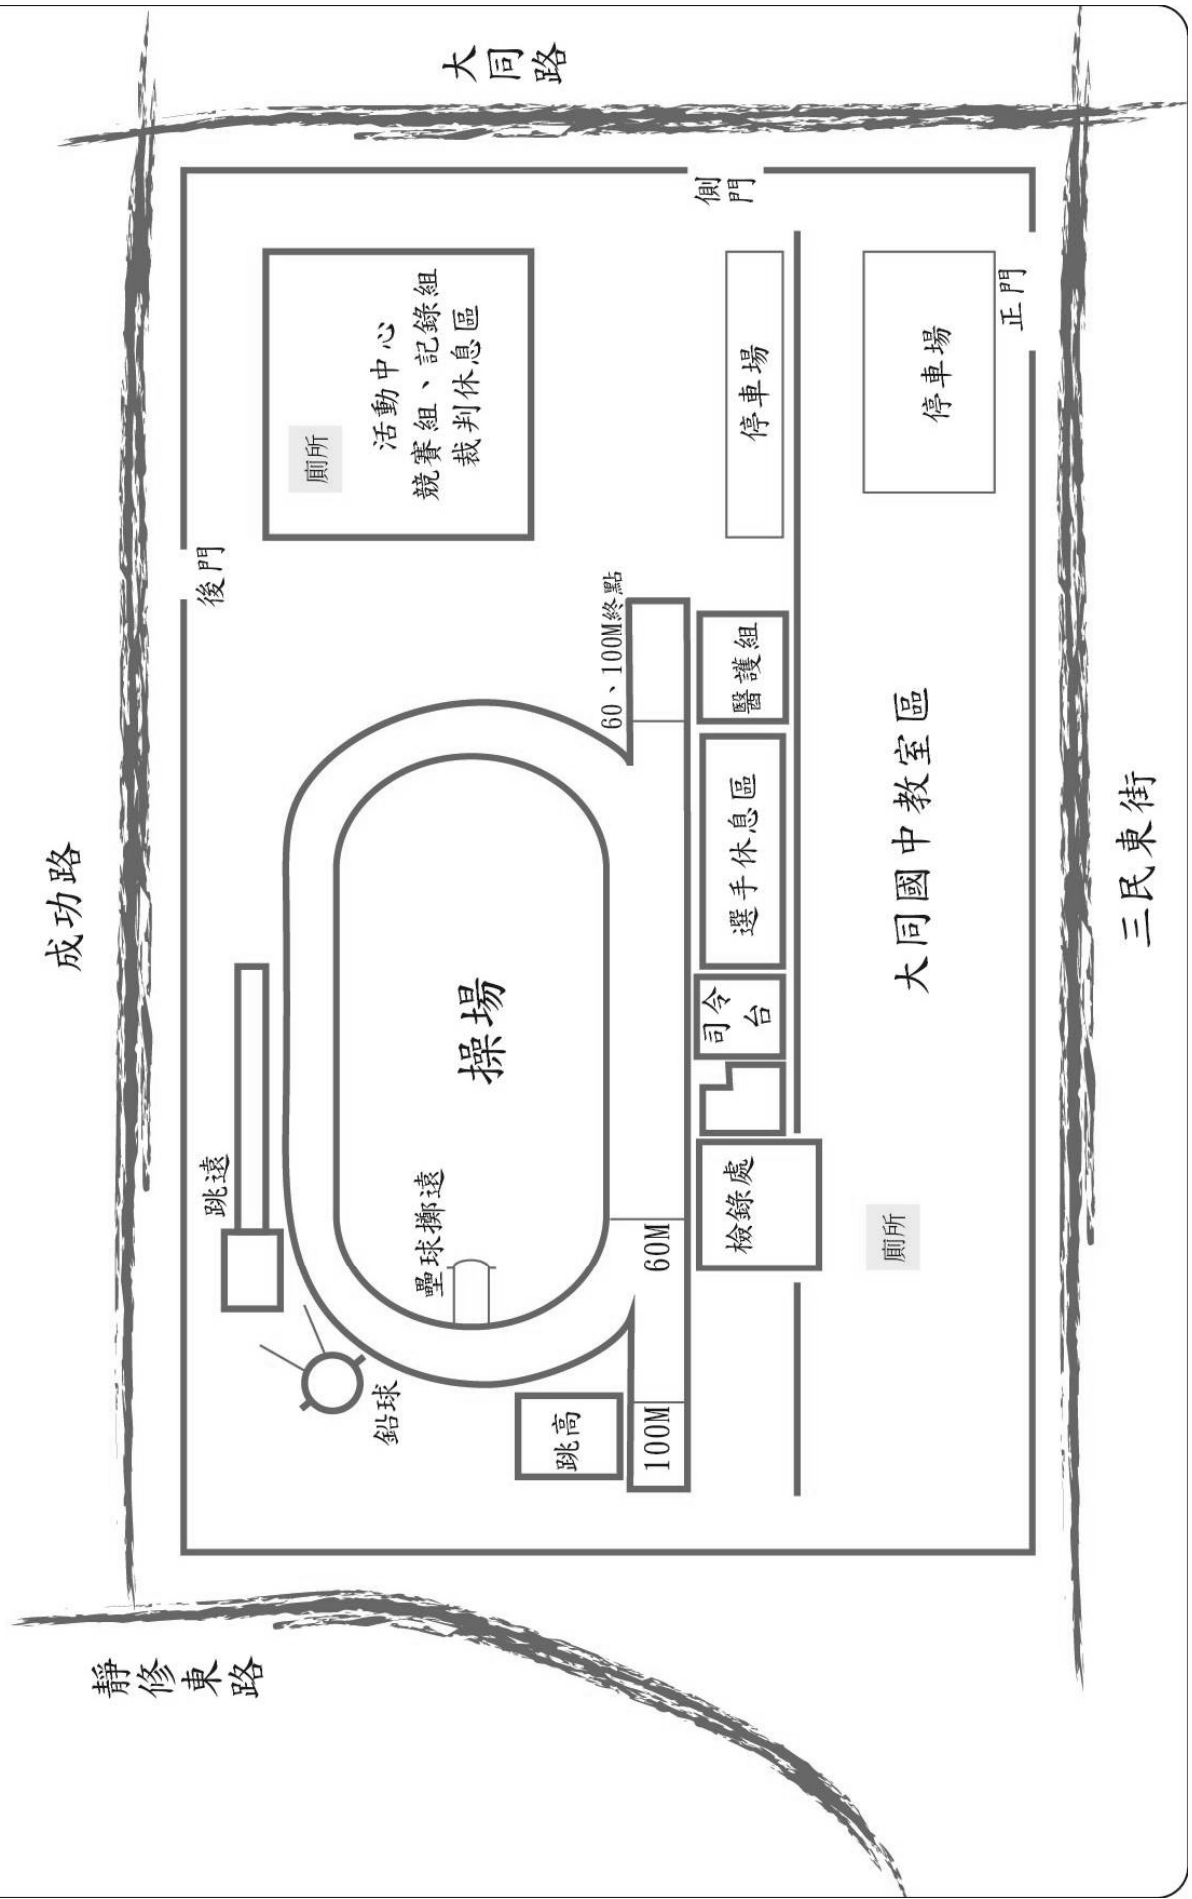 成功路
靜修東路
大同路
後門
跳遠
廁所
鉛球
活動中心
競賽組、記錄組
裁判休息區
壘球擲遠
操場
跳高
60、100M終點
100M
60M
側門
檢錄處
司令
台
選手休息區
醫護組
停車場
廁所
大同國中教室區
停車場
正門
三民東街